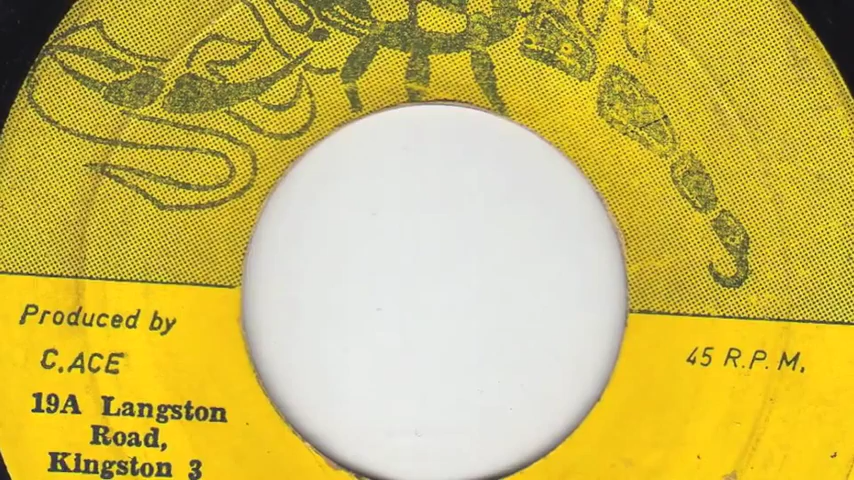 Produced by
C.ACE
19A Langston
Road,
Kingston 3
45 R.P.M.